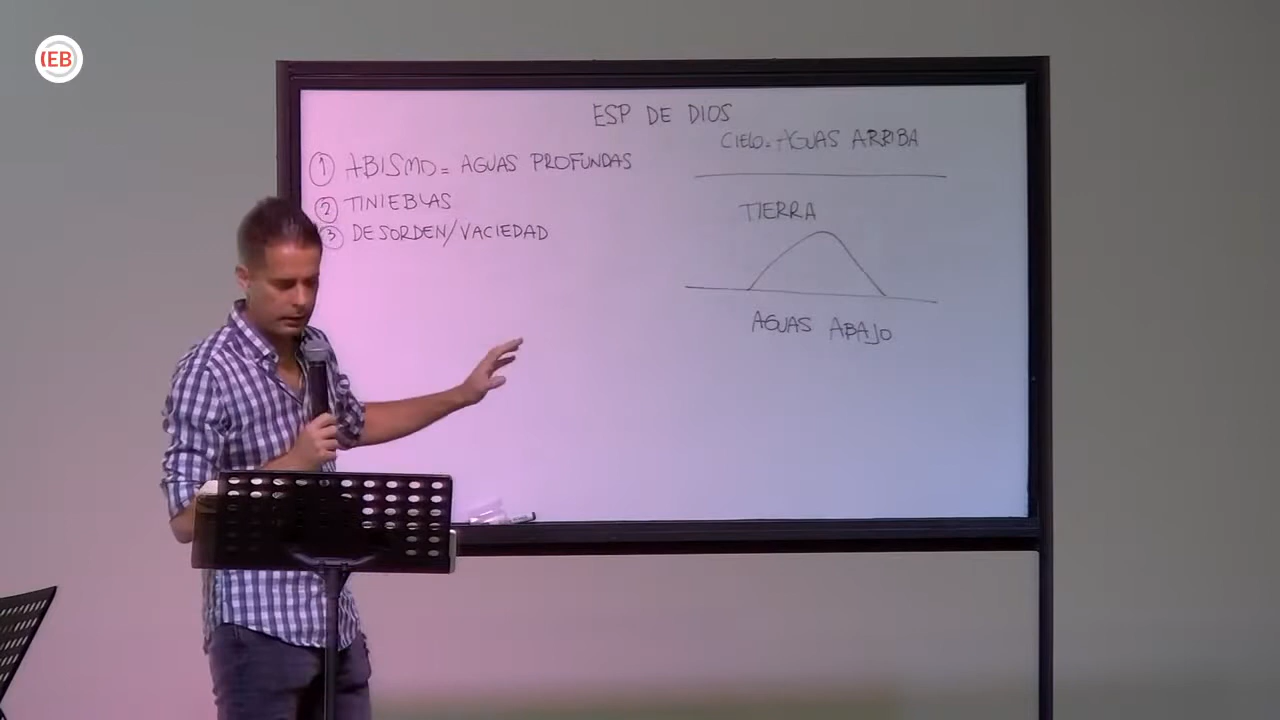 IEB
ESP DE DIOS
CIELO = AGUAS ARRIBA
① ABISMO = AGUAS PROFUNDAS
② TINIEBLAS
③ DESORDEN/VACIEDAD
TIERRA
AGUAS ABAJO